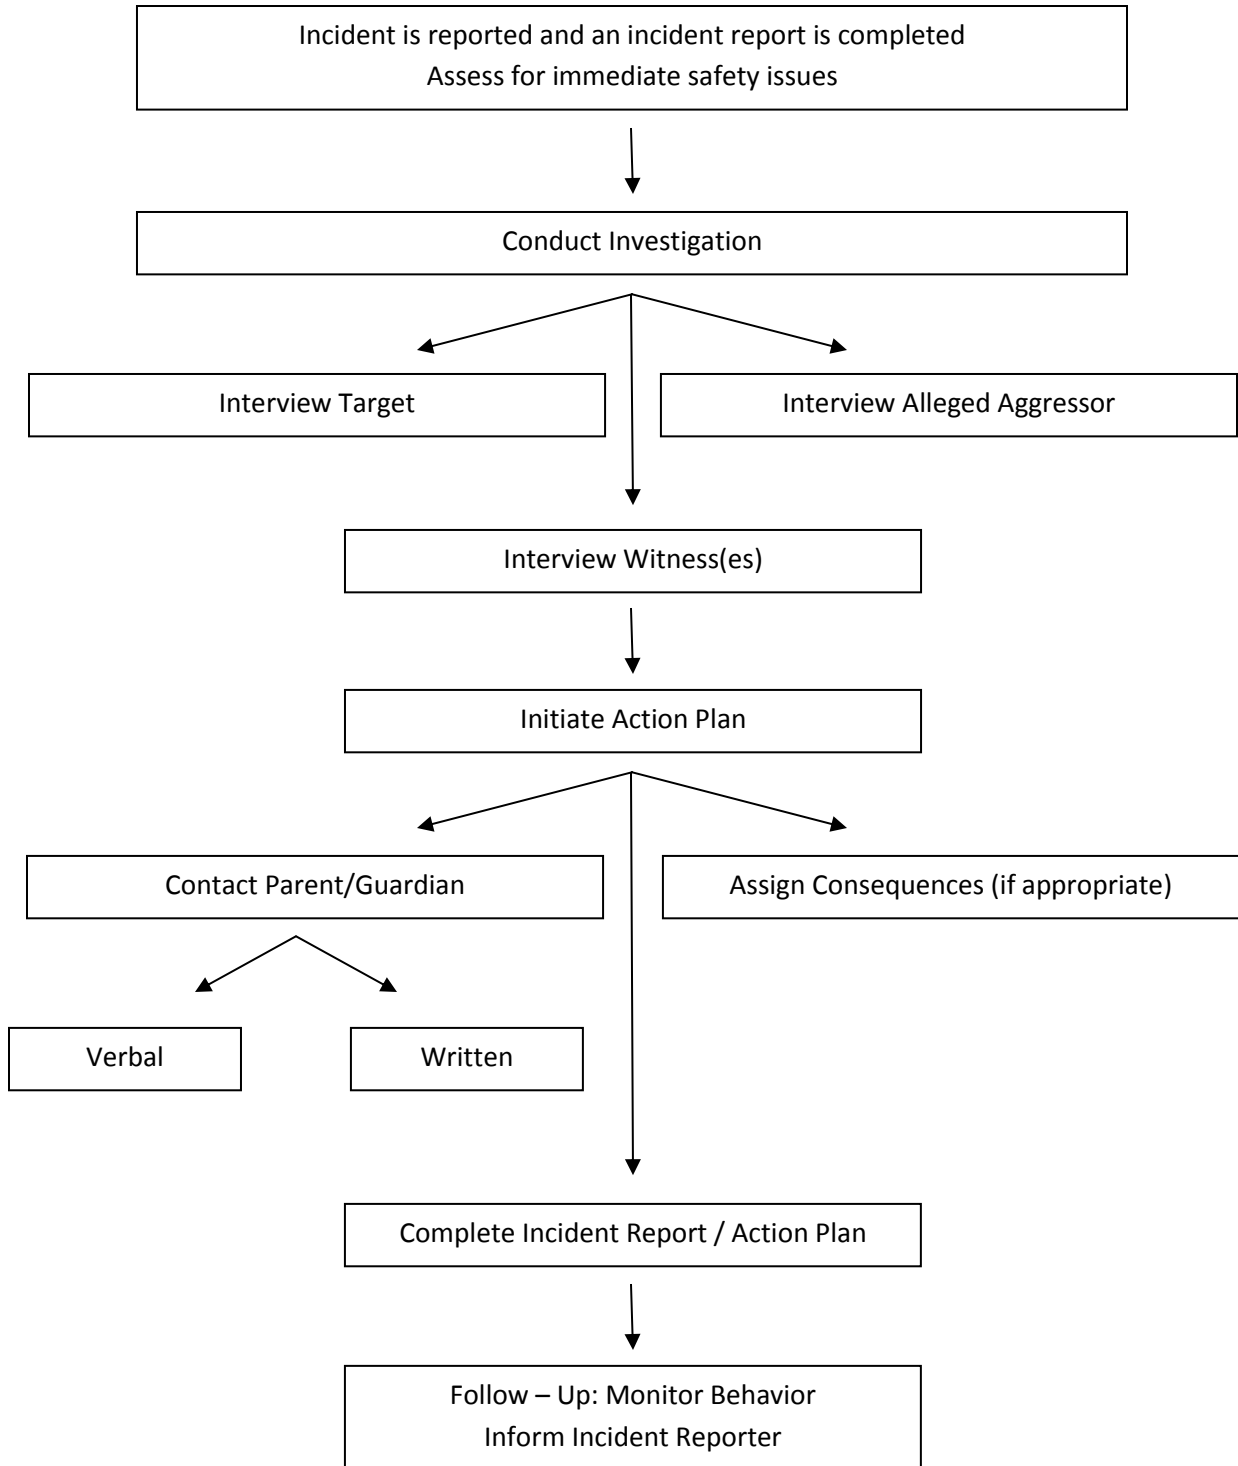 Incident is reported and an incident report is completed
Assess for immediate safety issues
Conduct Investigation
Interview Target
Interview Alleged Aggressor
Interview Witness(es)
Initiate Action Plan
Contact Parent/Guardian
Assign Consequences (if appropriate)
Verbal
Written
Complete Incident Report / Action Plan
Follow – Up: Monitor Behavior
Inform Incident Reporter